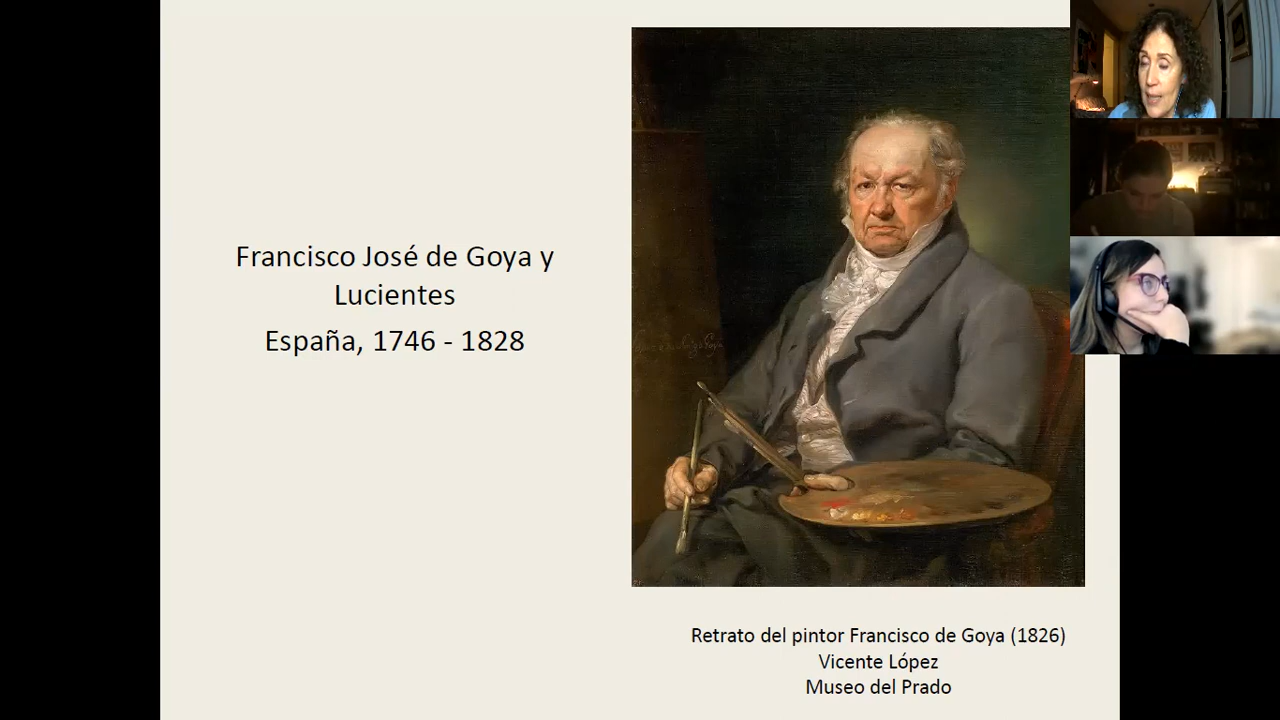 Francisco José de Goya y
Lucientes
España, 1746 - 1828
Retrato del pintor Francisco de Goya (1826)
Vicente López
Museo del Prado